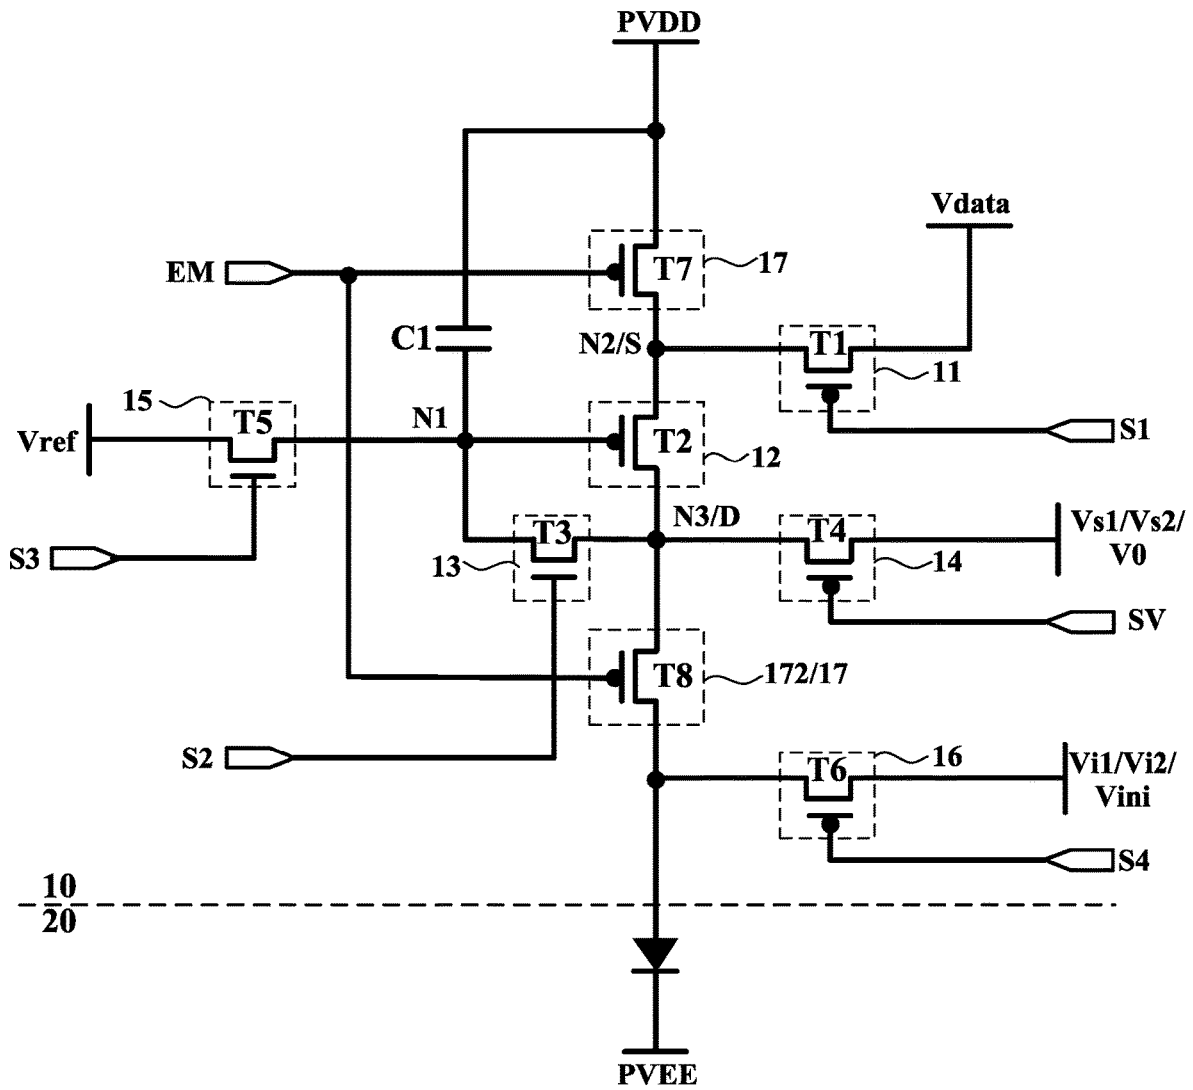 PVDD
Vdata
EM
T7
17
C1
N2/S
T1
11
15
T5
N1
Vref
T2
12
S1
N3/D
T3
T4
Vs1/Vs2/
V0
S3
13
14
SV
T8
172/17
S2
T6
16
Vi1/Vi2/
Vini
S4
10
20
PVEE